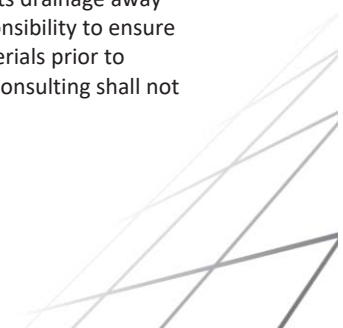 ts drainage away
onsibility to ensure
erials prior to
onsulting shall not